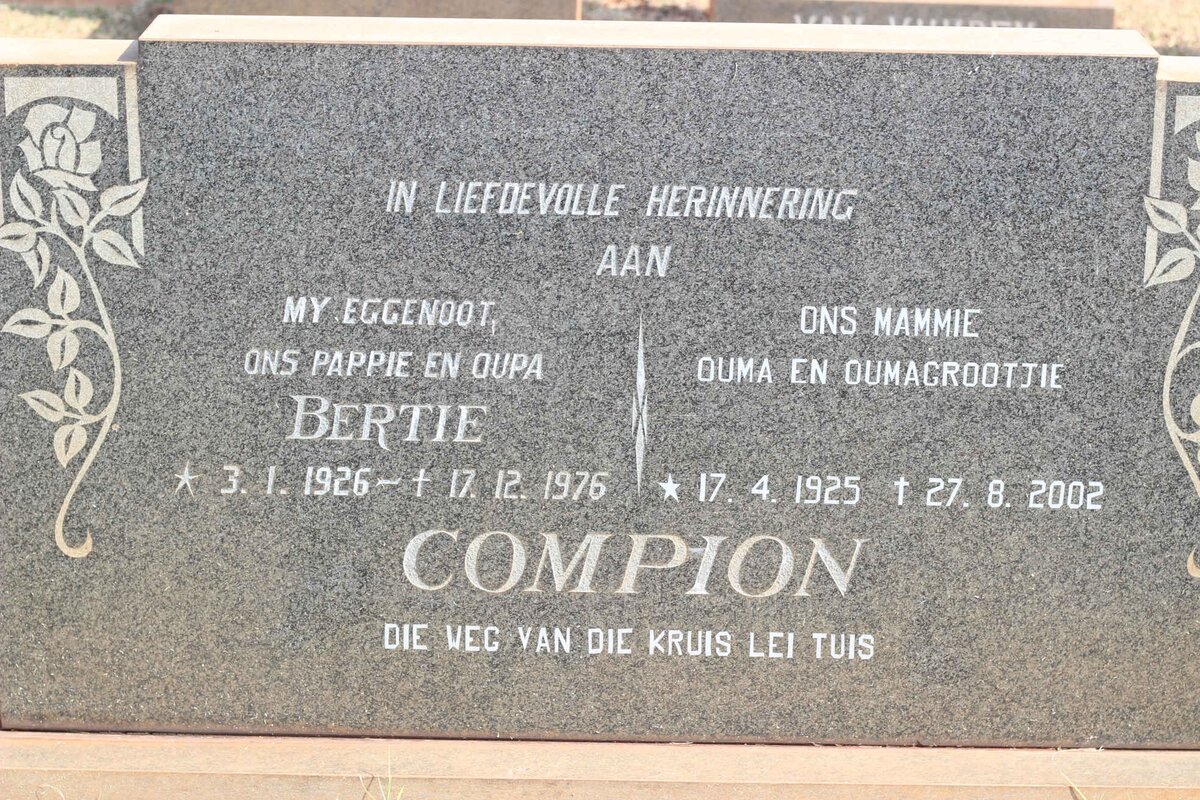 IN LIEFDEVOLLE HERINNERING
AAN
MY EGGENOOT,
ONS PAPPIE EN OUPA
BERTIE
★ 3. 1. 1926 ~ † 17. 12. 1976
ONS MAMMIE
OUMA EN OUMAGROOTJIE
★ 17. 4. 1925 † 27. 8. 2002
COMPION
DIE WEG VAN DIE KRUIS LEI TUIS